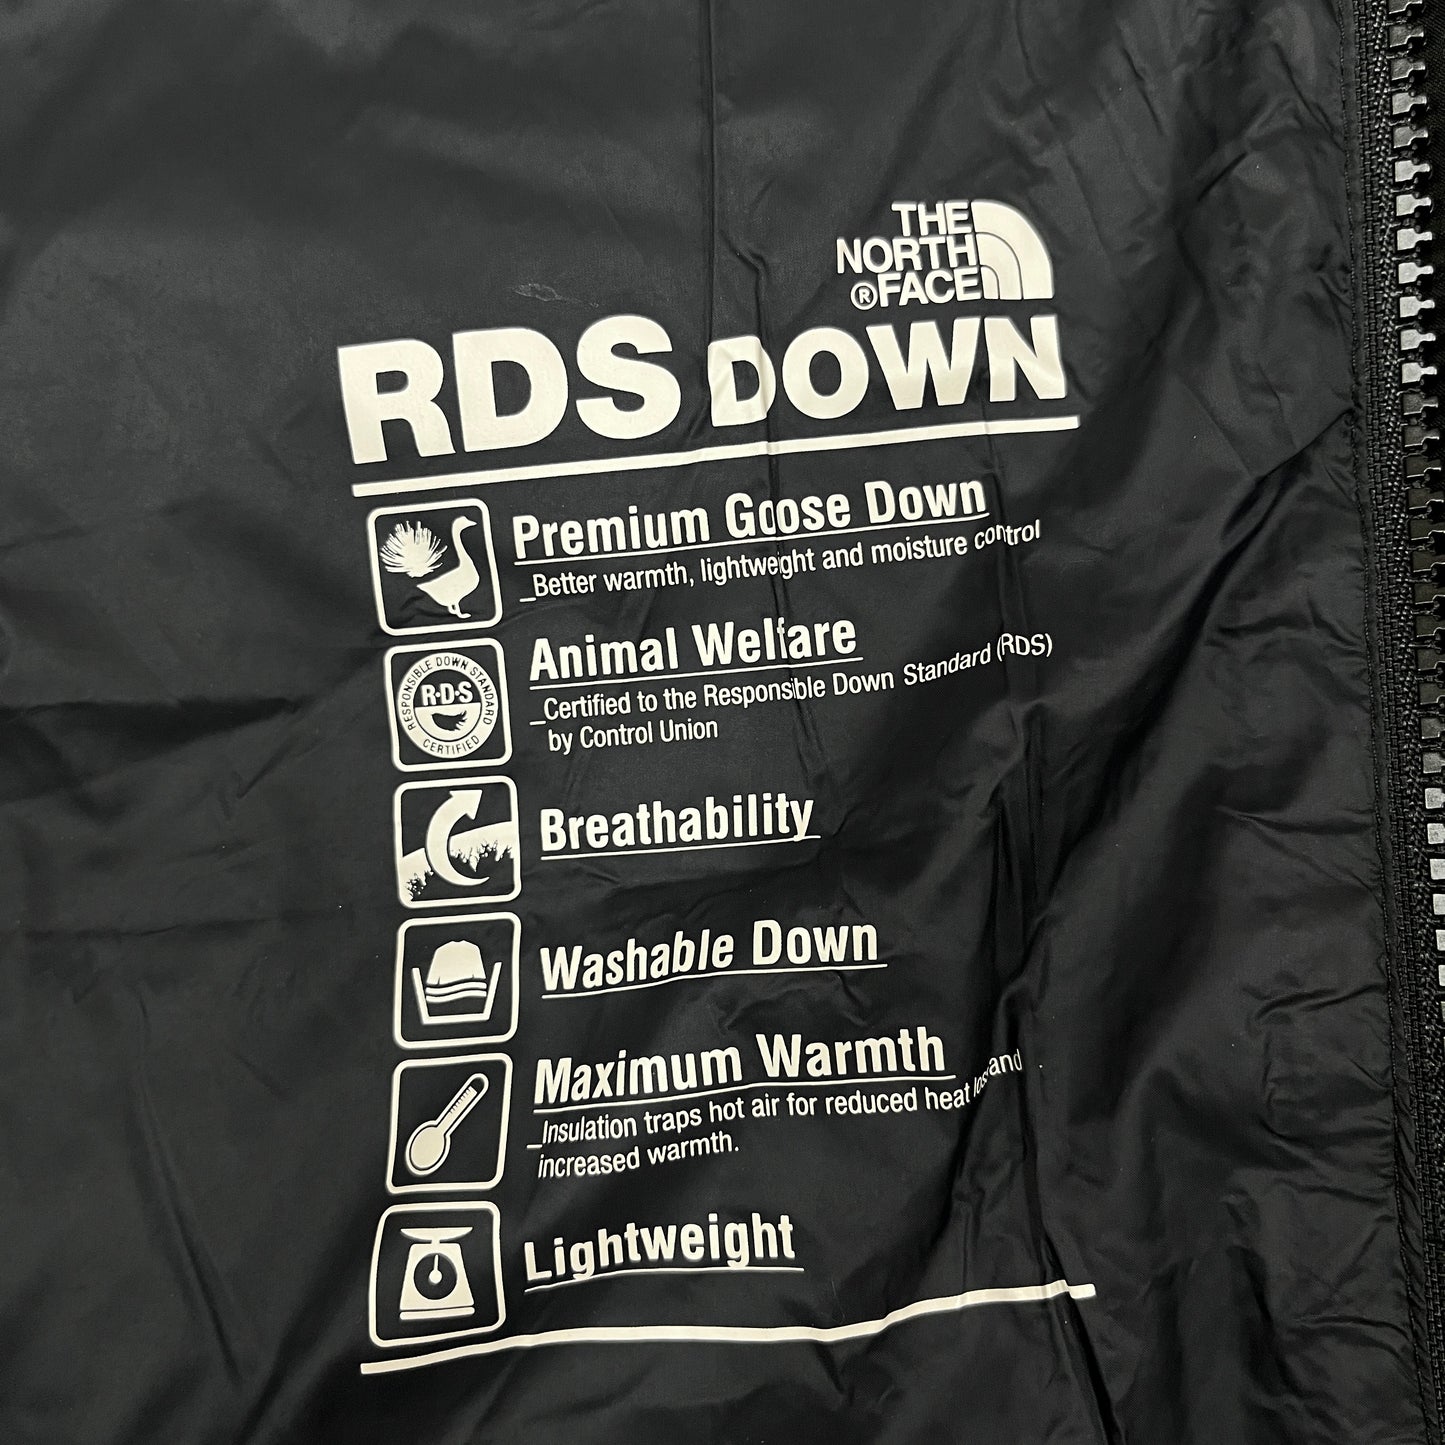 THE
NORTH
®FACE
RDS DOWN
Premium Goose Down
_Better warmth, lightweight and moisture control
Animal Welfare
_Certified to the Responsible Down Standard (RDS)
by Control Union
RESPONSIBLE DOWN STANDARD
R·D·S
CERTIFIED
Breathability
Washable Down
Maximum Warmth
_Insulation traps hot air for reduced heat loss and
increased warmth.
Lightweight